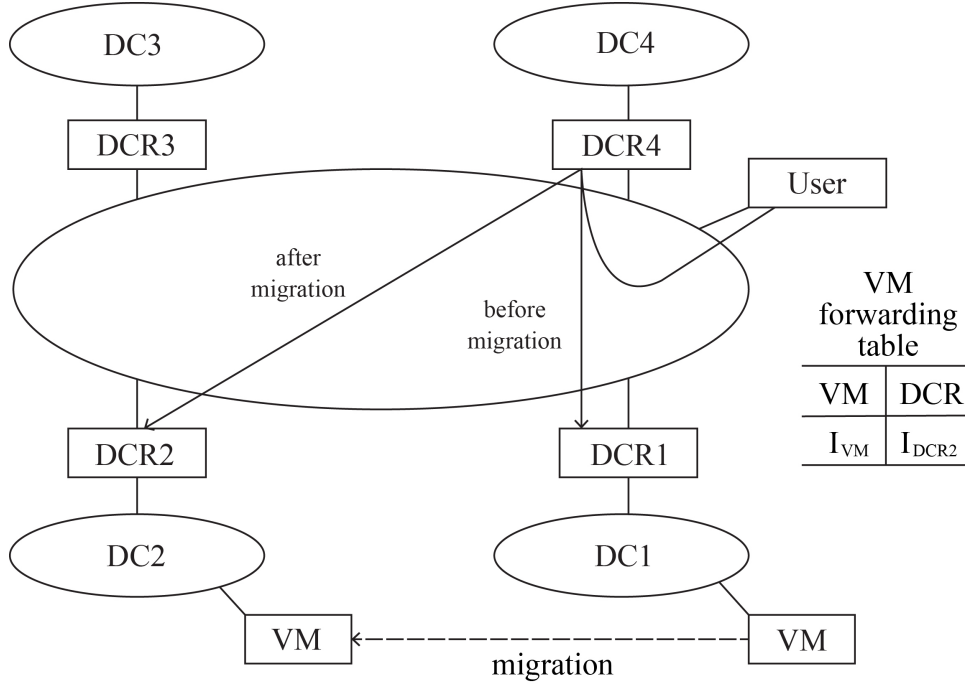 DC3
DC4
DCR3
DCR4
User
after
migration
before
migration
VM
forwarding
table
VM DCR
I_VM I_DCR2
DCR2
DCR1
DC2
DC1
VM
VM
migration